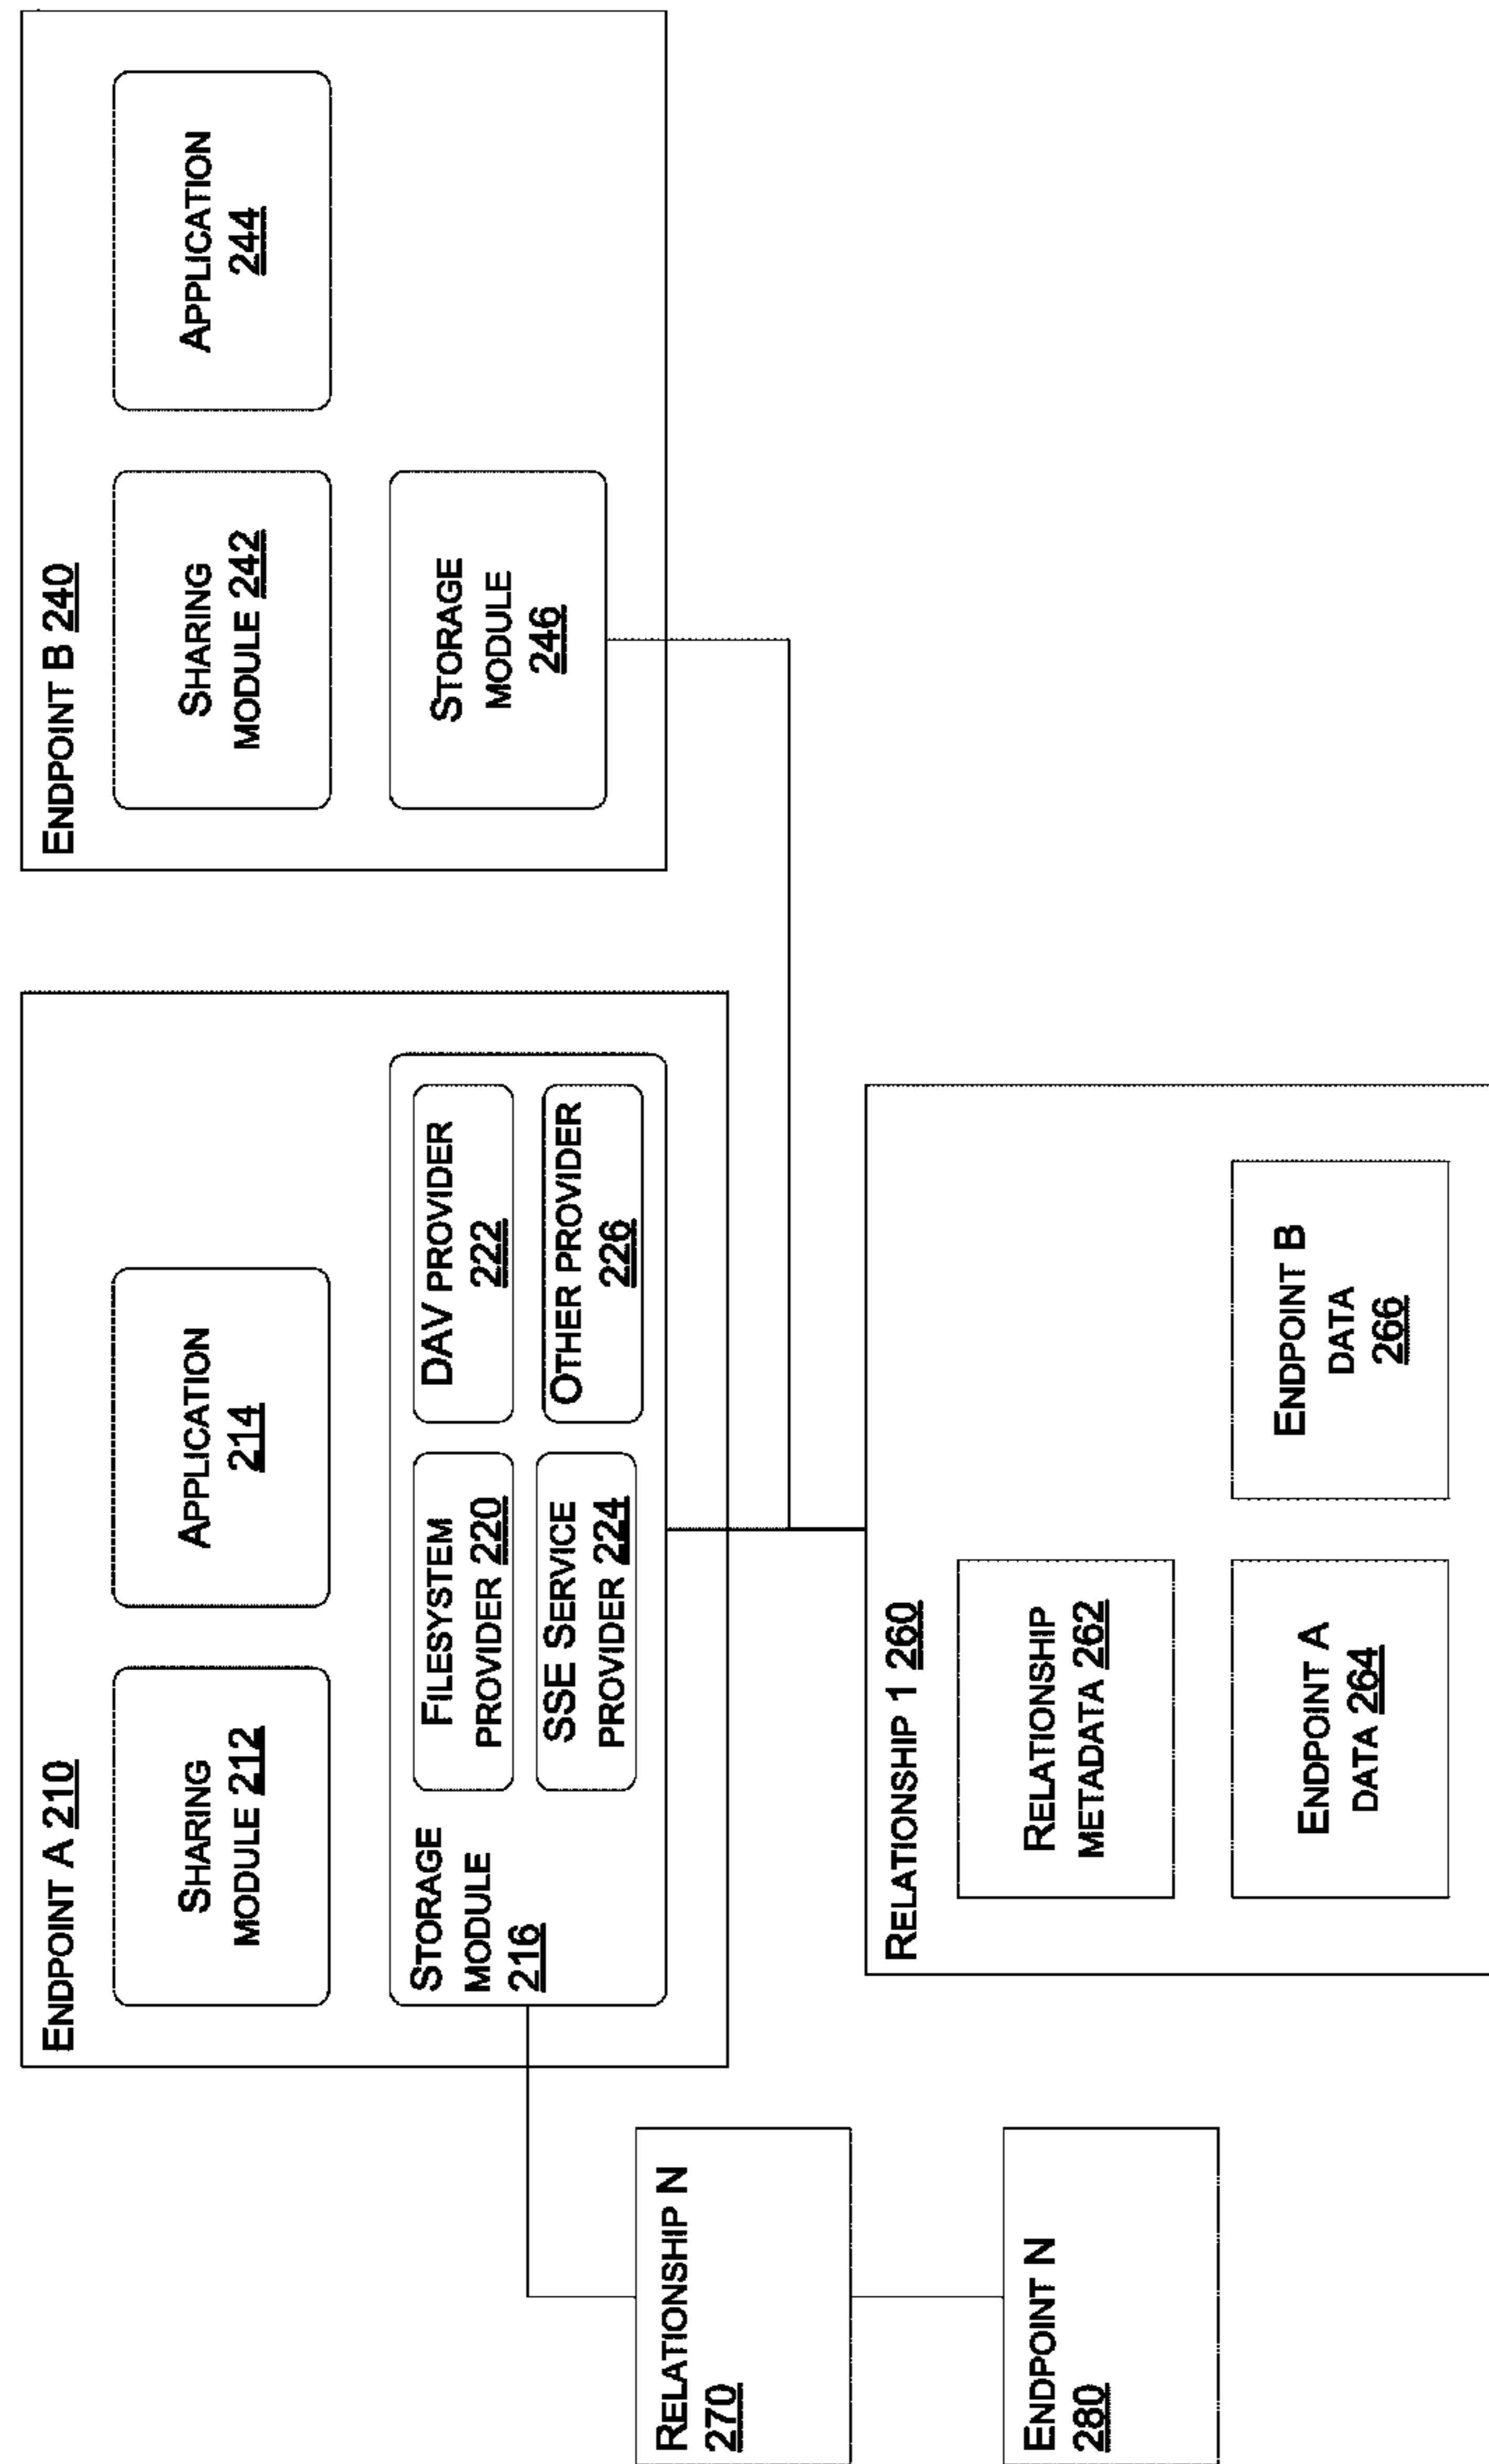 ENDPOINT A 210
SHARING
MODULE 212
APPLICATION
214
STORAGE
MODULE
216
FILESYSTEM
PROVIDER 220
DAV PROVIDER
222
SSE SERVICE
PROVIDER 224
OTHER PROVIDER
226
ENDPOINT B 240
SHARING
MODULE 242
APPLICATION
244
STORAGE
MODULE
246
RELATIONSHIP N
270
ENDPOINT N
280
RELATIONSHIP 1 260
RELATIONSHIP
METADATA 262
ENDPOINT A
DATA 264
ENDPOINT B
DATA
266